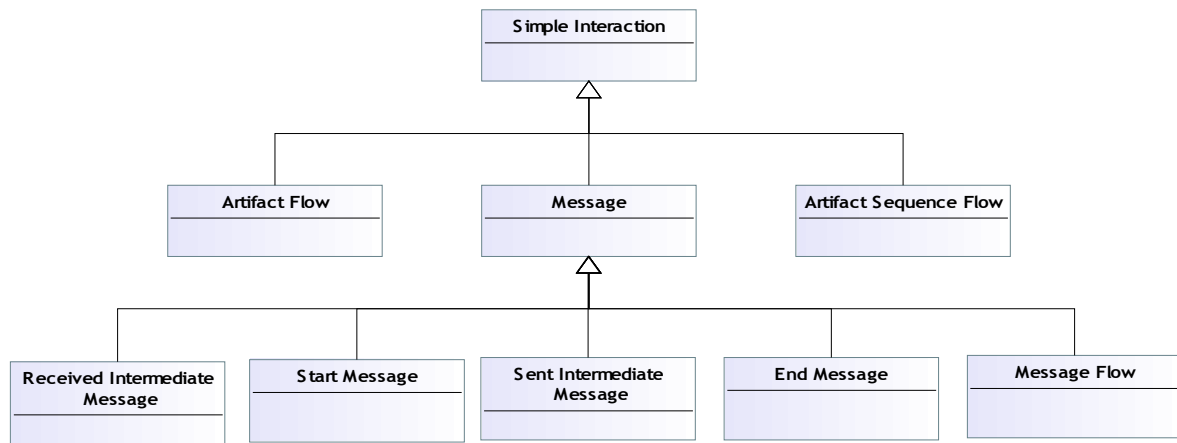 Simple Interaction
Artifact Flow
Message
Artifact Sequence Flow
Received Intermediate
Message
Start Message
Sent Intermediate
Message
End Message
Message Flow